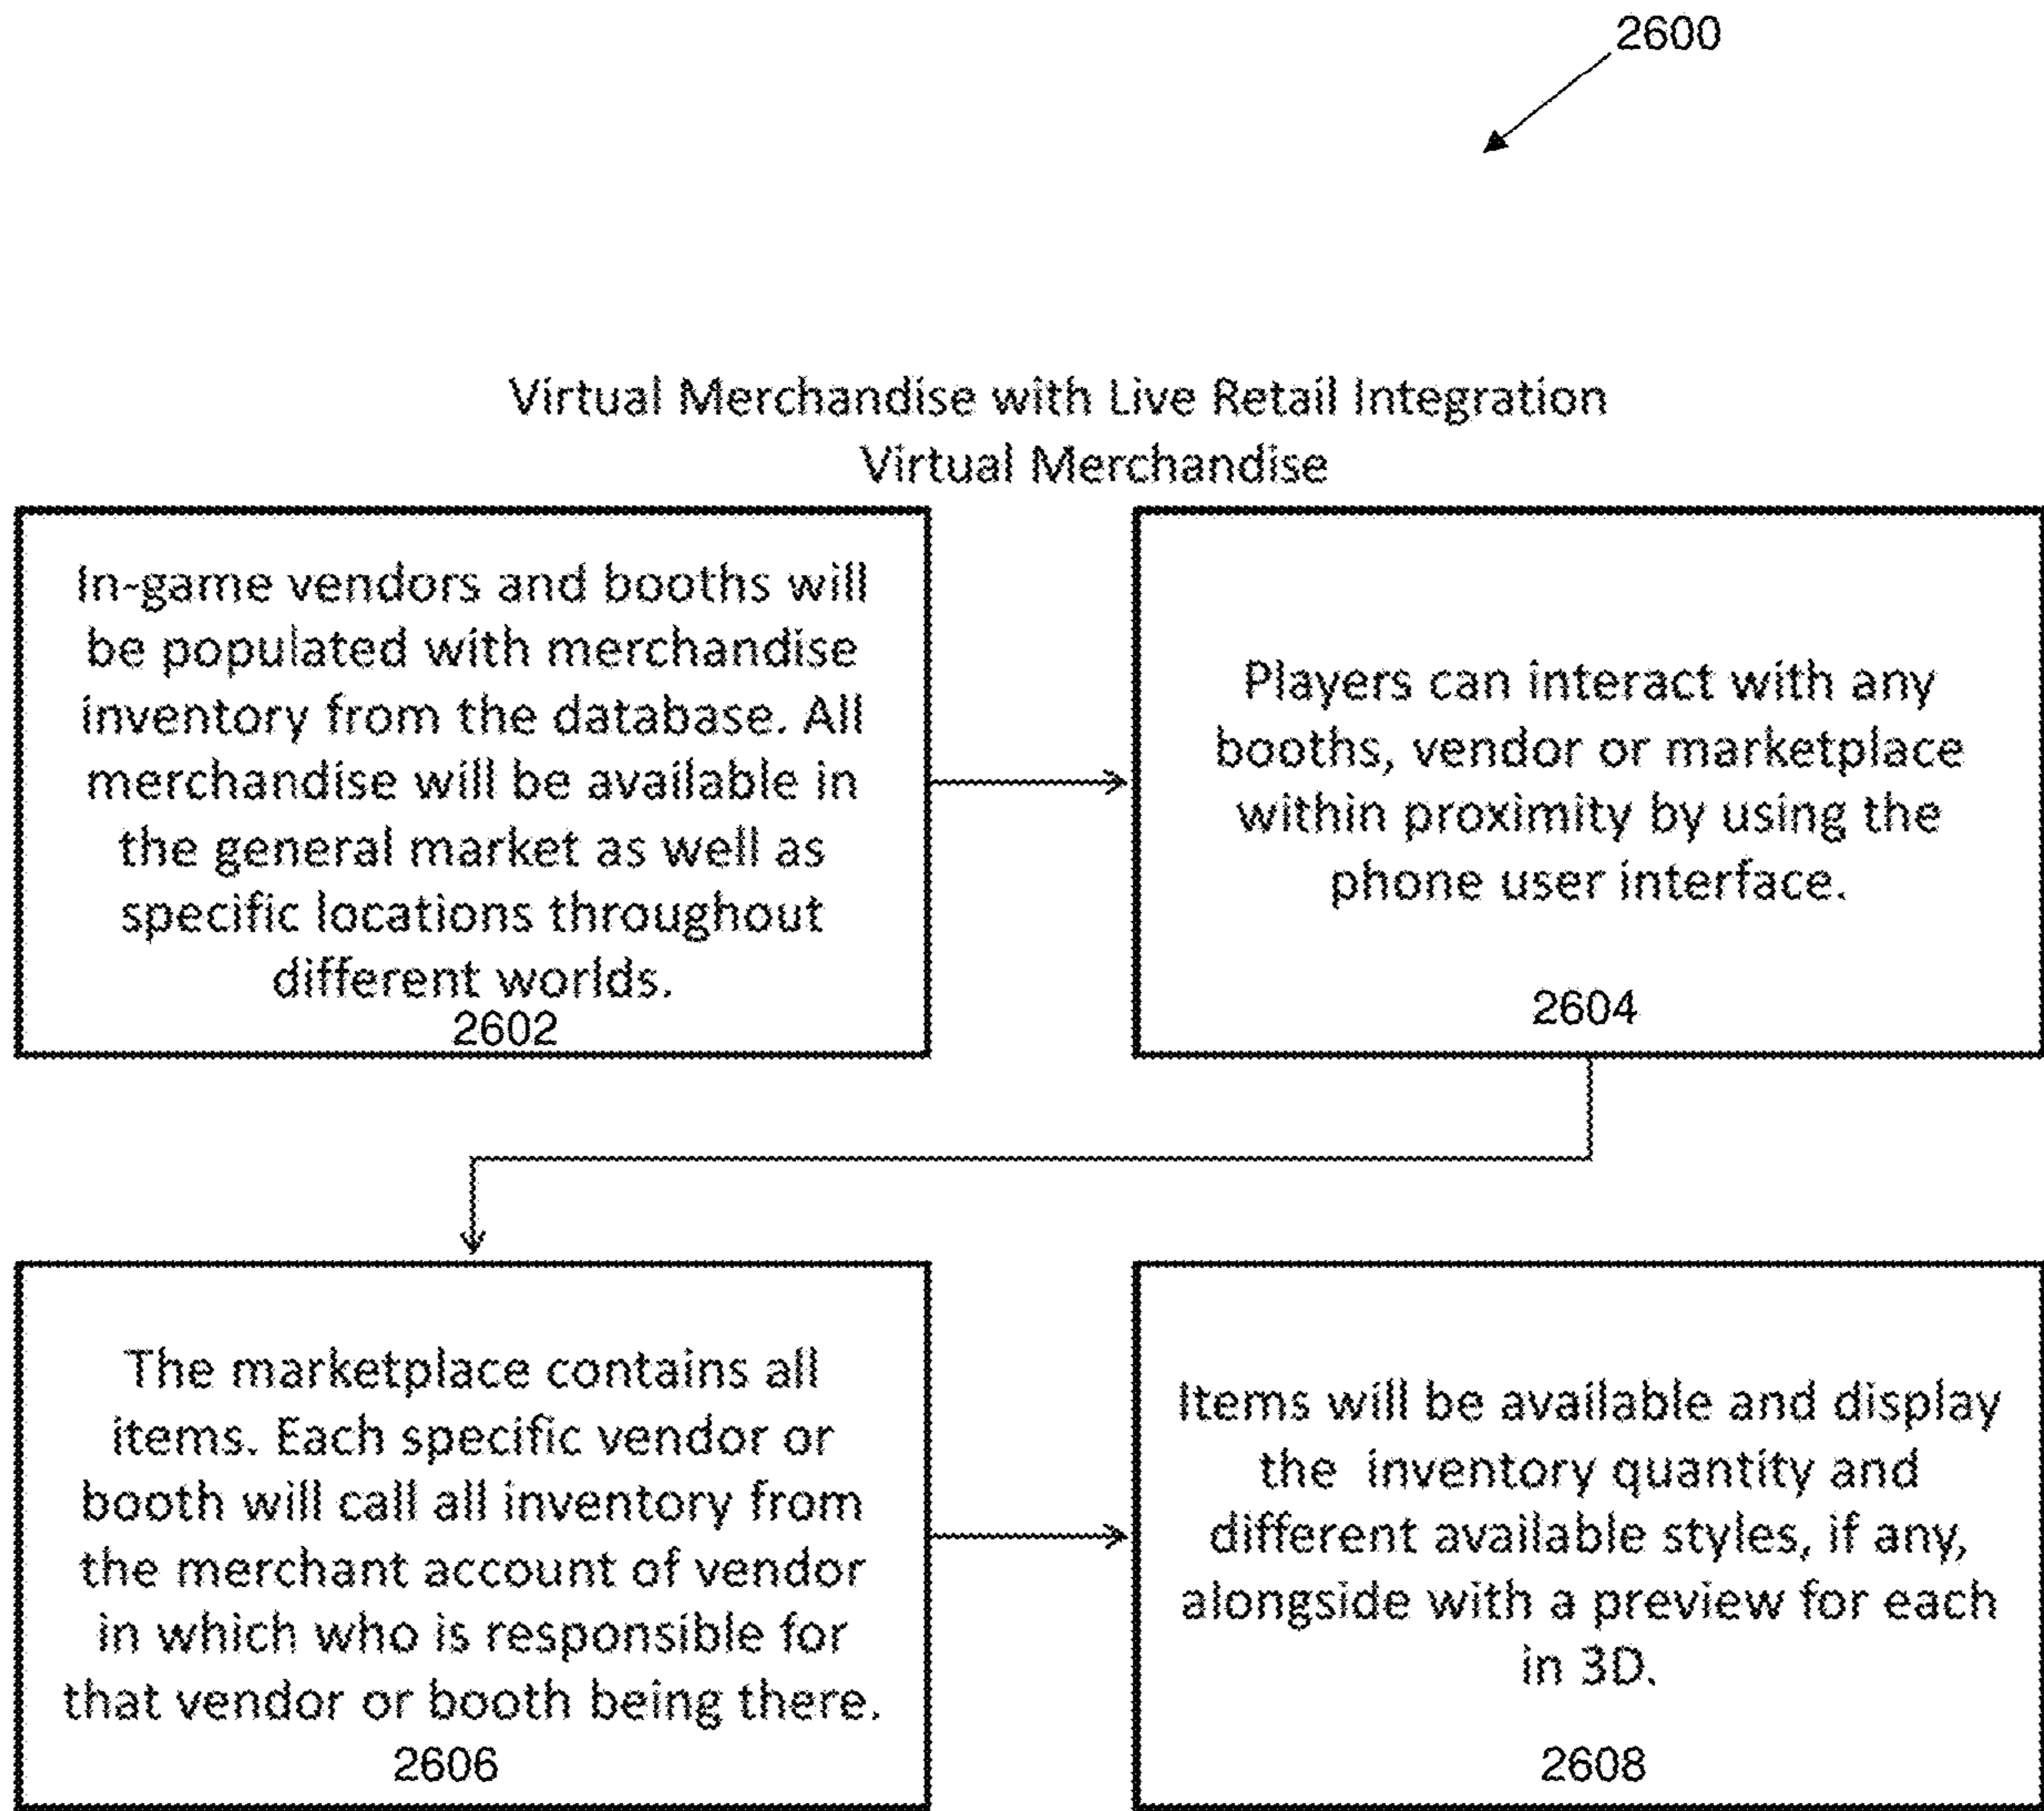 2600
Virtual Merchandise with Live Retail Integration
Virtual Merchandise
In-game vendors and booths will
be populated with merchandise
inventory from the database. All
merchandise will be available in
the general market as well as
specific locations throughout
different worlds.
2602
Players can interact with any
booths, vendor or marketplace
within proximity by using the
phone user interface.
2604
The marketplace contains all
items. Each specific vendor or
booth will call all inventory from
the merchant account of vendor
in which who is responsible for
that vendor or booth being there.
2606
Items will be available and display
the inventory quantity and
different available styles, if any,
alongside with a preview for each
in 3D.
2608